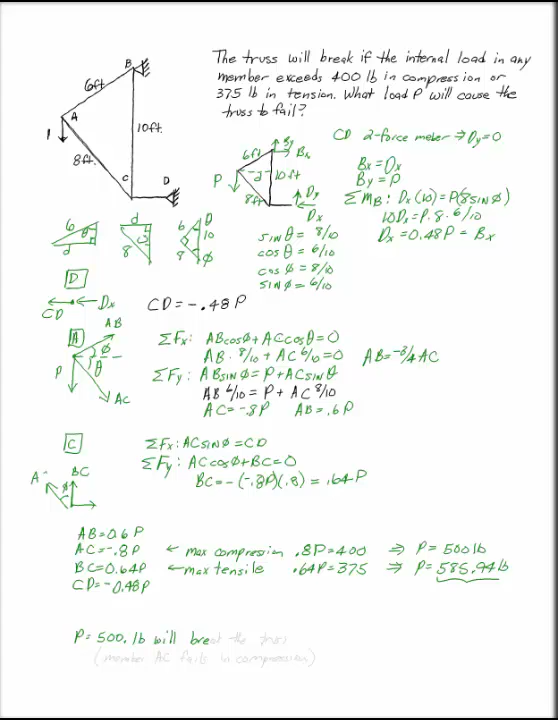 The truss will break if the internal load in any
member exceeds 400 lb in compression or
375 lb in tension. What load P will cause the
truss to fail?
B
6ft
A
10ft.
8ft.
C
D
CD 2-force member ⇒ Dy=0
By
6ft
Bx
P
d
10ft
8ft
Dy
Dx
Bx = Dx
By = P
ΣMB: Dx(10) = P(8sinφ)
10Dx = P·8·6/10
Dx = 0.48P = Bx
6
θ
d
d
8
6
D
10
8
φ
sinθ = 8/10
cosθ = 6/10
cosφ = 8/10
sinφ = 6/10
D
CD
Dx
CD = -.48P
A
AB
φ
θ
P
AC
ΣFx: ABcosφ + ACcosθ = 0
AB·8/10 + AC 6/10 = 0 AB = -3/4 AC
ΣFy: ABsinφ = P + ACsinθ
AB 6/10 = P + AC 8/10
AC = -.8P AB = .6P
C
A
BC
φ
ΣFx: ACsinφ = CD
ΣFy: ACcosφ + BC = 0
BC = -(-.8P)(.8) = .64P
AB = 0.6P
AC = -.8P ← max compression .8P = 400 ⇒ P = 500 lb
BC = 0.64P ← max tensile .64P = 375 ⇒ P = 585.94 lb
CD = -0.48P
P = 500. lb will break the truss
(member AC fails in compression)